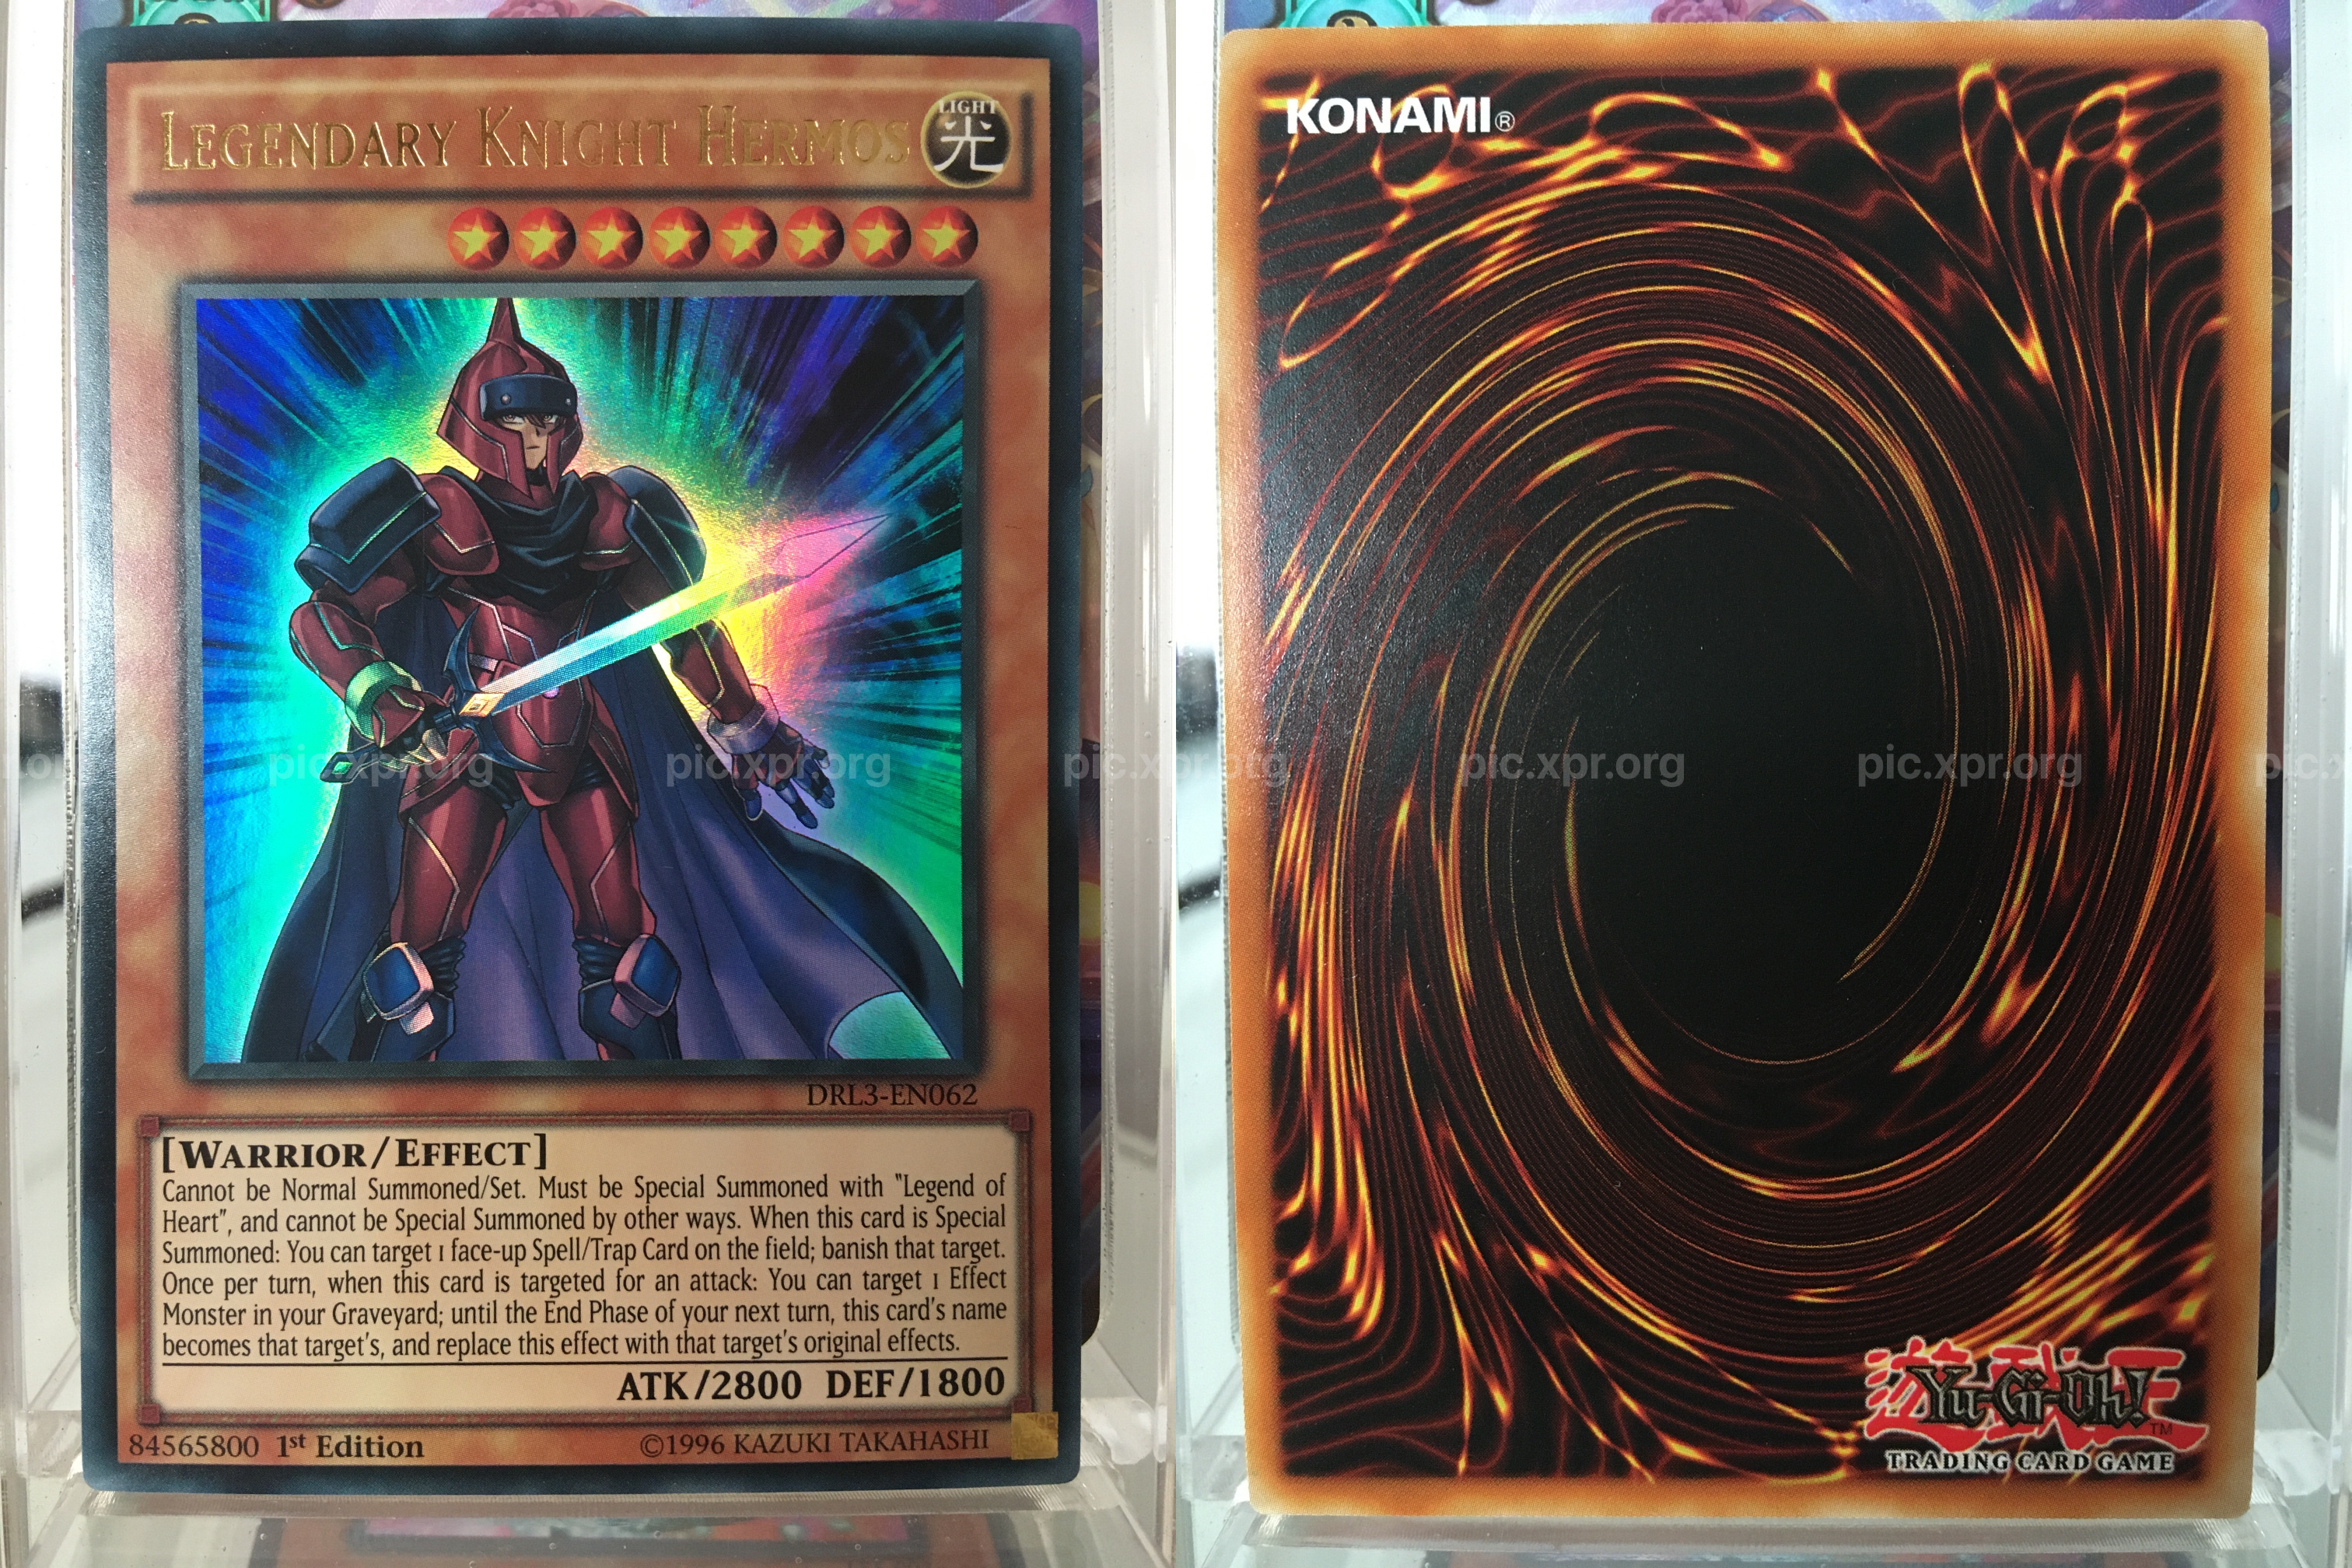 LEGENDARY KNIGHT HERMOS
LIGHT
光
DRL3-EN062
[WARRIOR/EFFECT]
Cannot be Normal Summoned/Set. Must be Special Summoned with "Legend of
Heart", and cannot be Special Summoned by other ways. When this card is Special
Summoned: You can target 1 face-up Spell/Trap Card on the field; banish that target.
Once per turn, when this card is targeted for an attack: You can target 1 Effect
Monster in your Graveyard; until the End Phase of your next turn, this card's name
becomes that target's, and replace this effect with that target's original effects.
ATK/2800 DEF/1800
84565800 1st Edition
©1996 KAZUKI TAKAHASHI
KONAMI®
遊戯王
Yu-Gi-Oh!
TM
TRADING CARD GAME
pic.xpr.org pic.xpr.org pic.xpr.org pic.xpr.org pic.xpr.org